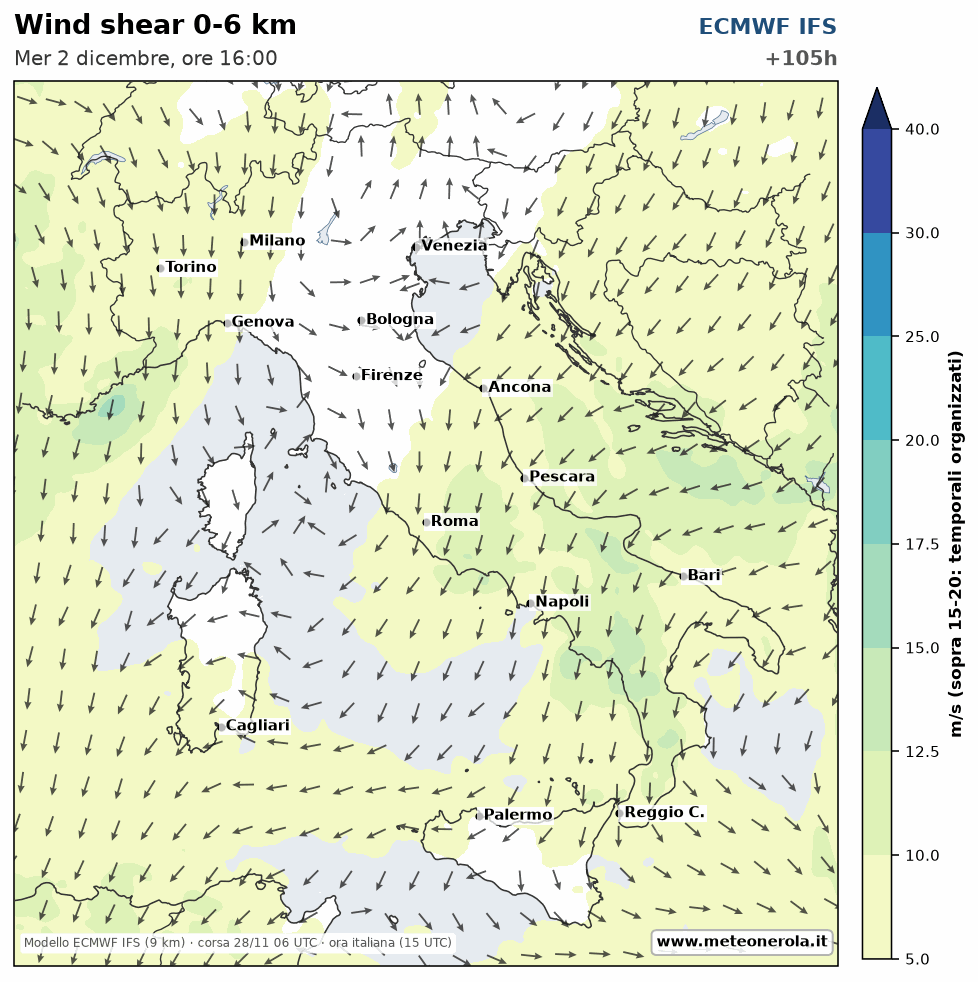 Wind shear 0-6 km
ECMWF IFS
Mer 2 dicembre, ore 16:00
+105h
Milano
Venezia
Torino
Genova
Bologna
Firenze
Ancona
Pescara
Roma
Bari
Napoli
Cagliari
Palermo
Reggio C.
Modello ECMWF IFS (9 km) · corsa 28/11 06 UTC · ora italiana (15 UTC)
www.meteonerola.it
40.0
30.0
25.0
20.0
17.5
15.0
12.5
10.0
5.0
m/s (sopra 15-20: temporali organizzati)